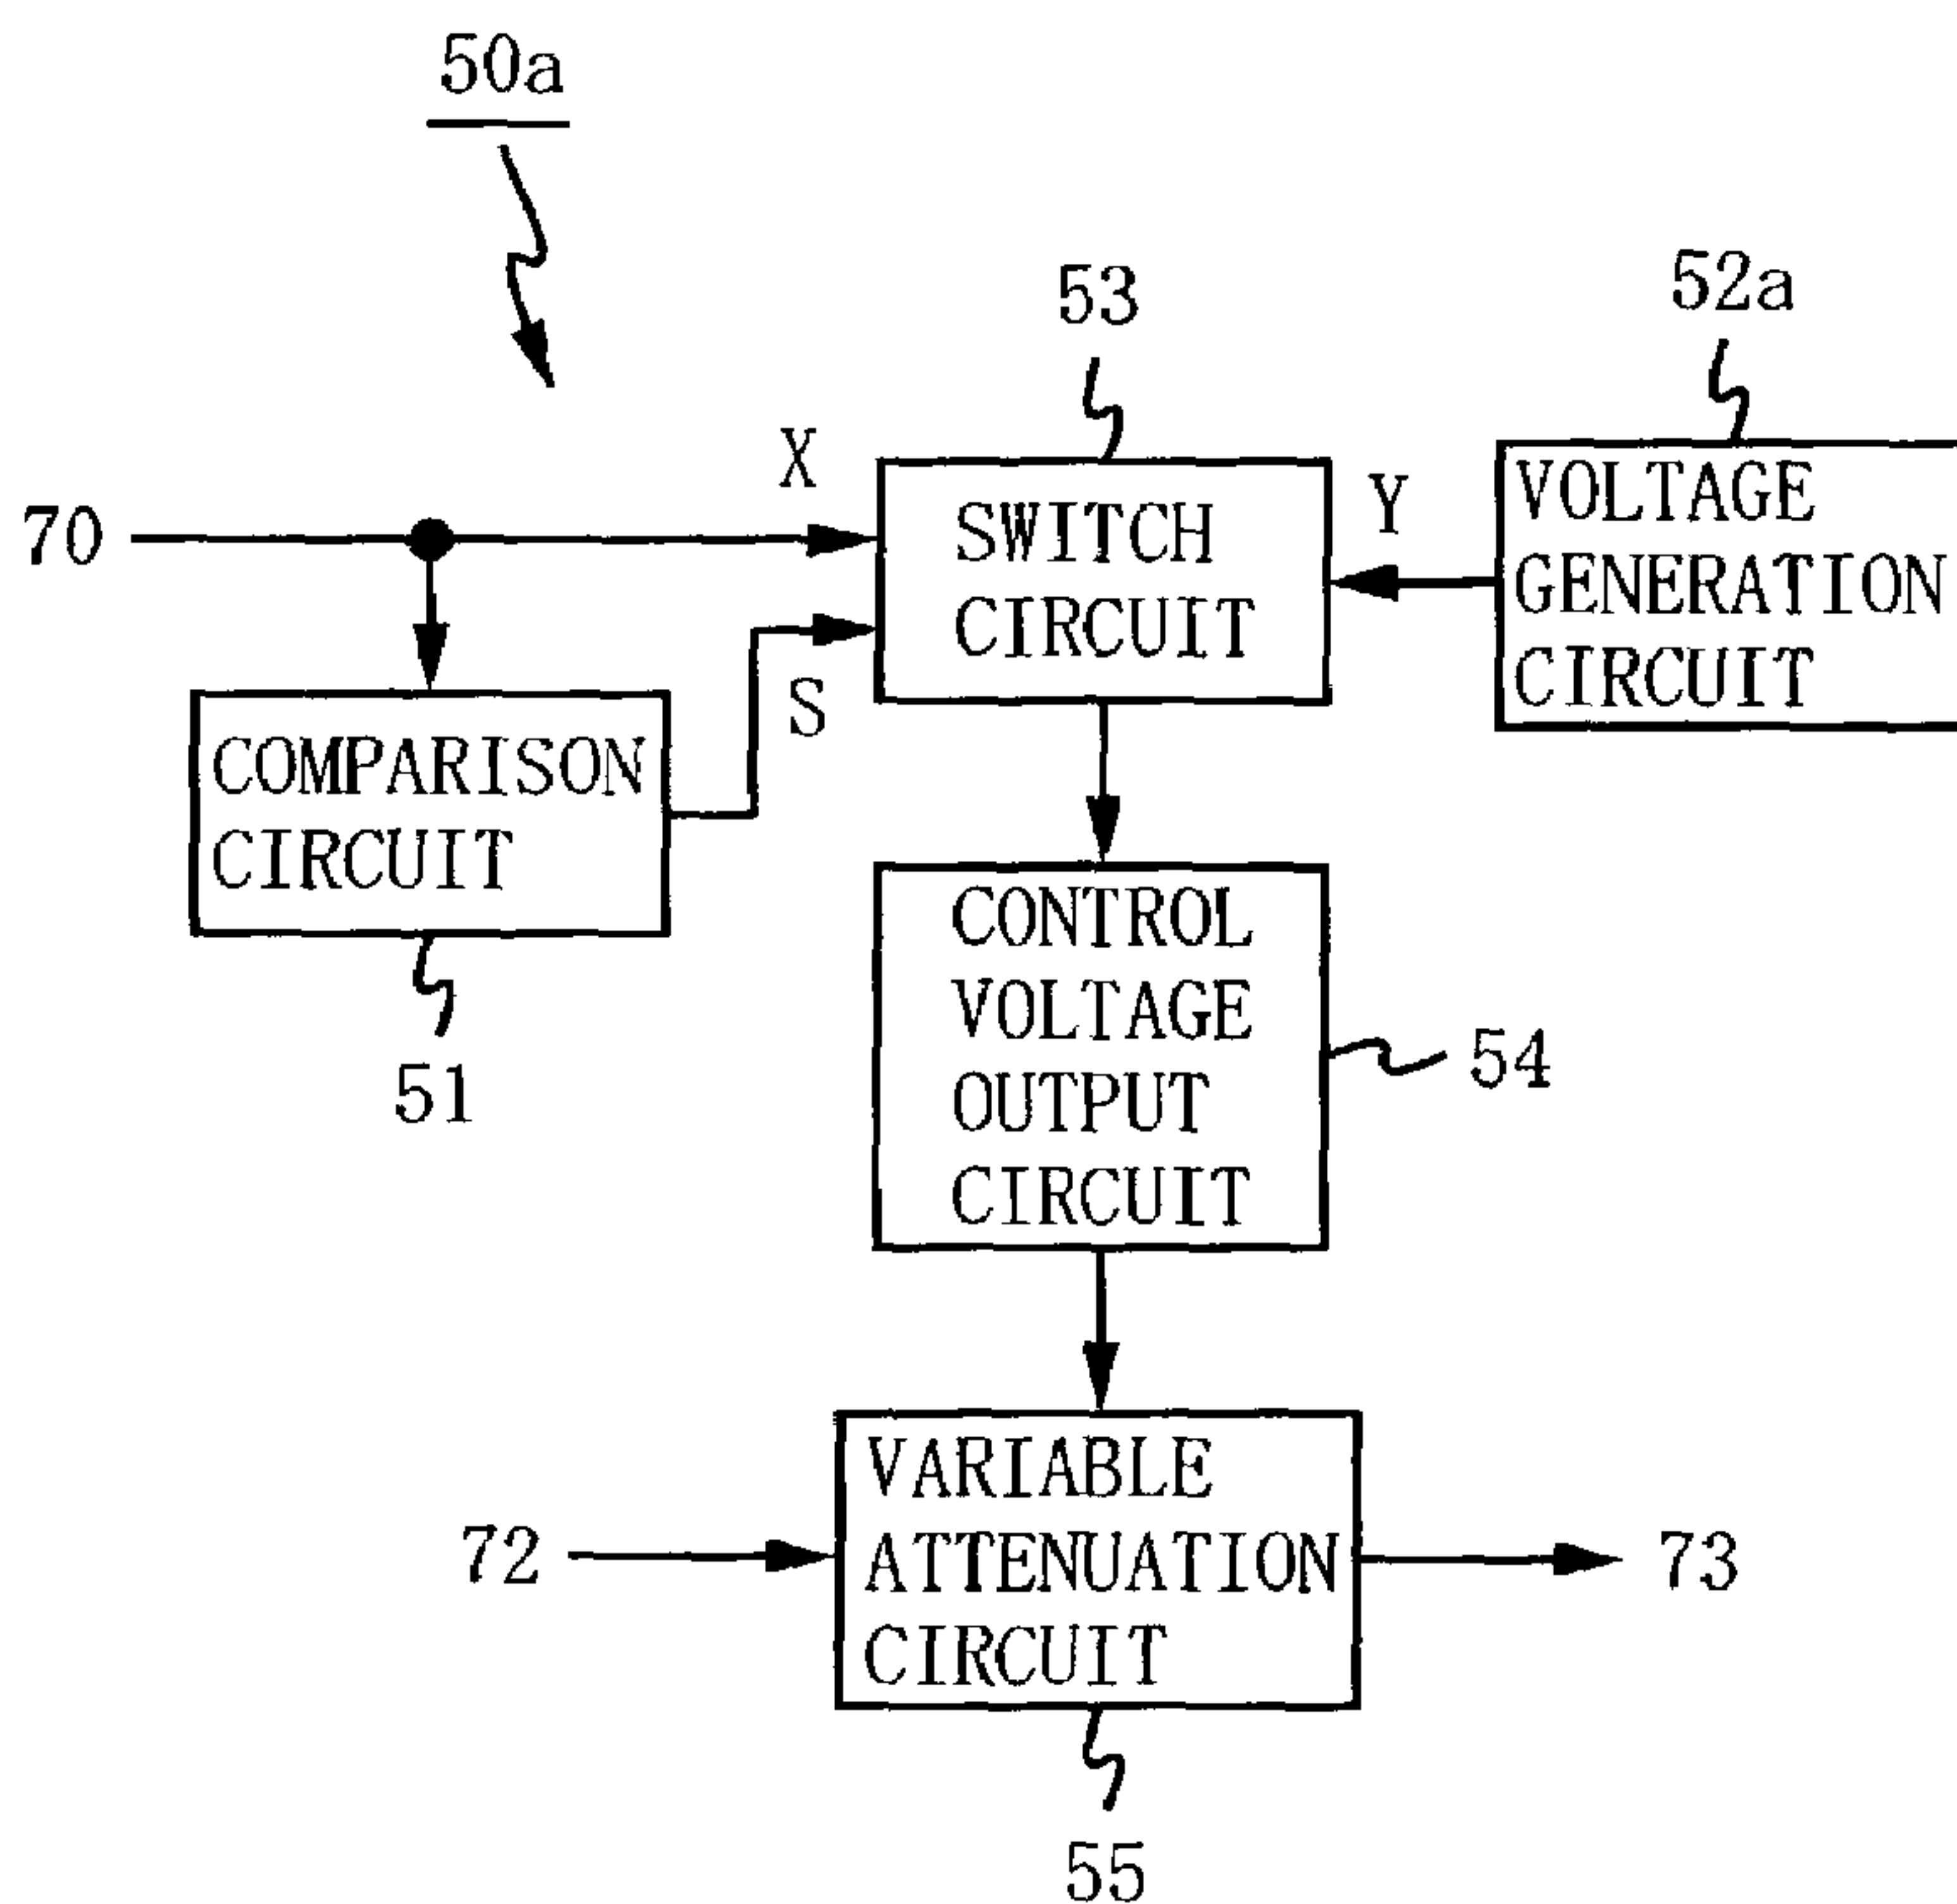 50a
53
52a
X
Y
70
SWITCH
CIRCUIT
VOLTAGE
GENERATION
CIRCUIT
S
COMPARISON
CIRCUIT
51
CONTROL
VOLTAGE
OUTPUT
CIRCUIT
54
VARIABLE
ATTENUATION
CIRCUIT
72
73
55